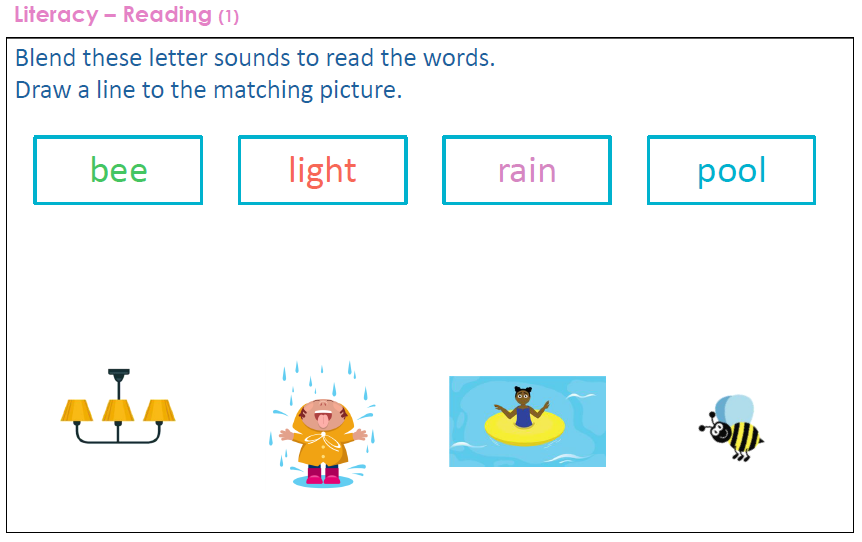 Literacy – Reading (1)
Blend these letter sounds to read the words.
Draw a line to the matching picture.
bee light rain pool